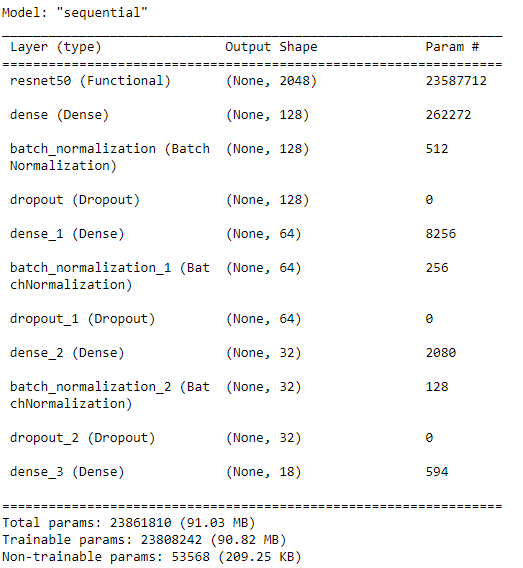 Model: "sequential"
_________________________________________________________________
Layer (type) Output Shape Param #
=================================================================
resnet50 (Functional) (None, 2048) 23587712
dense (Dense) (None, 128) 262272
batch_normalization (Batch (None, 128) 512
Normalization)
dropout (Dropout) (None, 128) 0
dense_1 (Dense) (None, 64) 8256
batch_normalization_1 (Bat (None, 64) 256
chNormalization)
dropout_1 (Dropout) (None, 64) 0
dense_2 (Dense) (None, 32) 2080
batch_normalization_2 (Bat (None, 32) 128
chNormalization)
dropout_2 (Dropout) (None, 32) 0
dense_3 (Dense) (None, 18) 594
=================================================================
Total params: 23861810 (91.03 MB)
Trainable params: 23808242 (90.82 MB)
Non-trainable params: 53568 (209.25 KB)